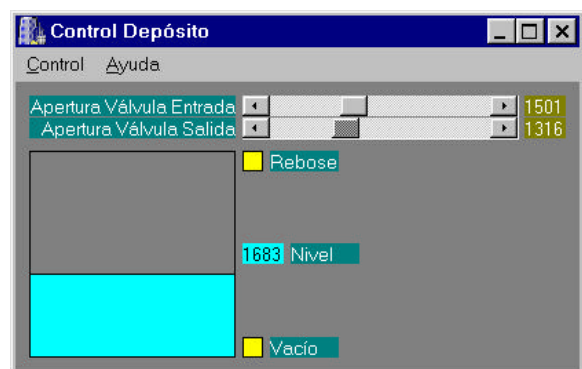 Control Depósito
Control Ayuda
Apertura Válvula Entrada 1501
Apertura Válvula Salida 1316
Rebose
1683 Nivel
Vacío